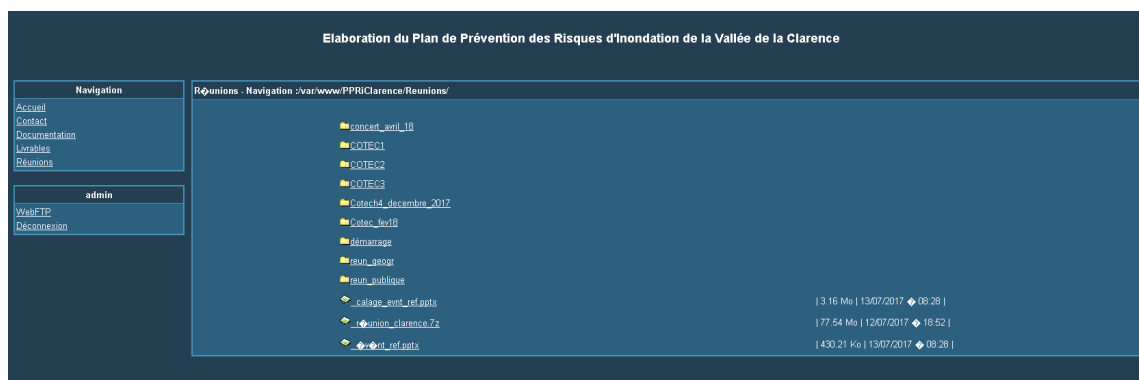 Elaboration du Plan de Prévention des Risques d'Inondation de la Vallée de la Clarence
Navigation
Accueil
Contact
Documentation
Livrables
Réunions
admin
WebFTP
Déconnexion
R�unions - Navigation :/var/www/PPRiClarence/Reunions/
concert_avril_18
COTEC1
COTEC2
COTEC3
Cotech4_decembre_2017
Cotec_fev18
démarrage
reun_geogr
reun_publique
_calage_evnt_ref.pptx | 3.16 Mo | 13/07/2017 � 08:28 |
_r�union_clarence.7z | 77.54 Mo | 12/07/2017 � 18:52 |
_�v�nt_ref.pptx | 430.21 Ko | 13/07/2017 � 08:28 |